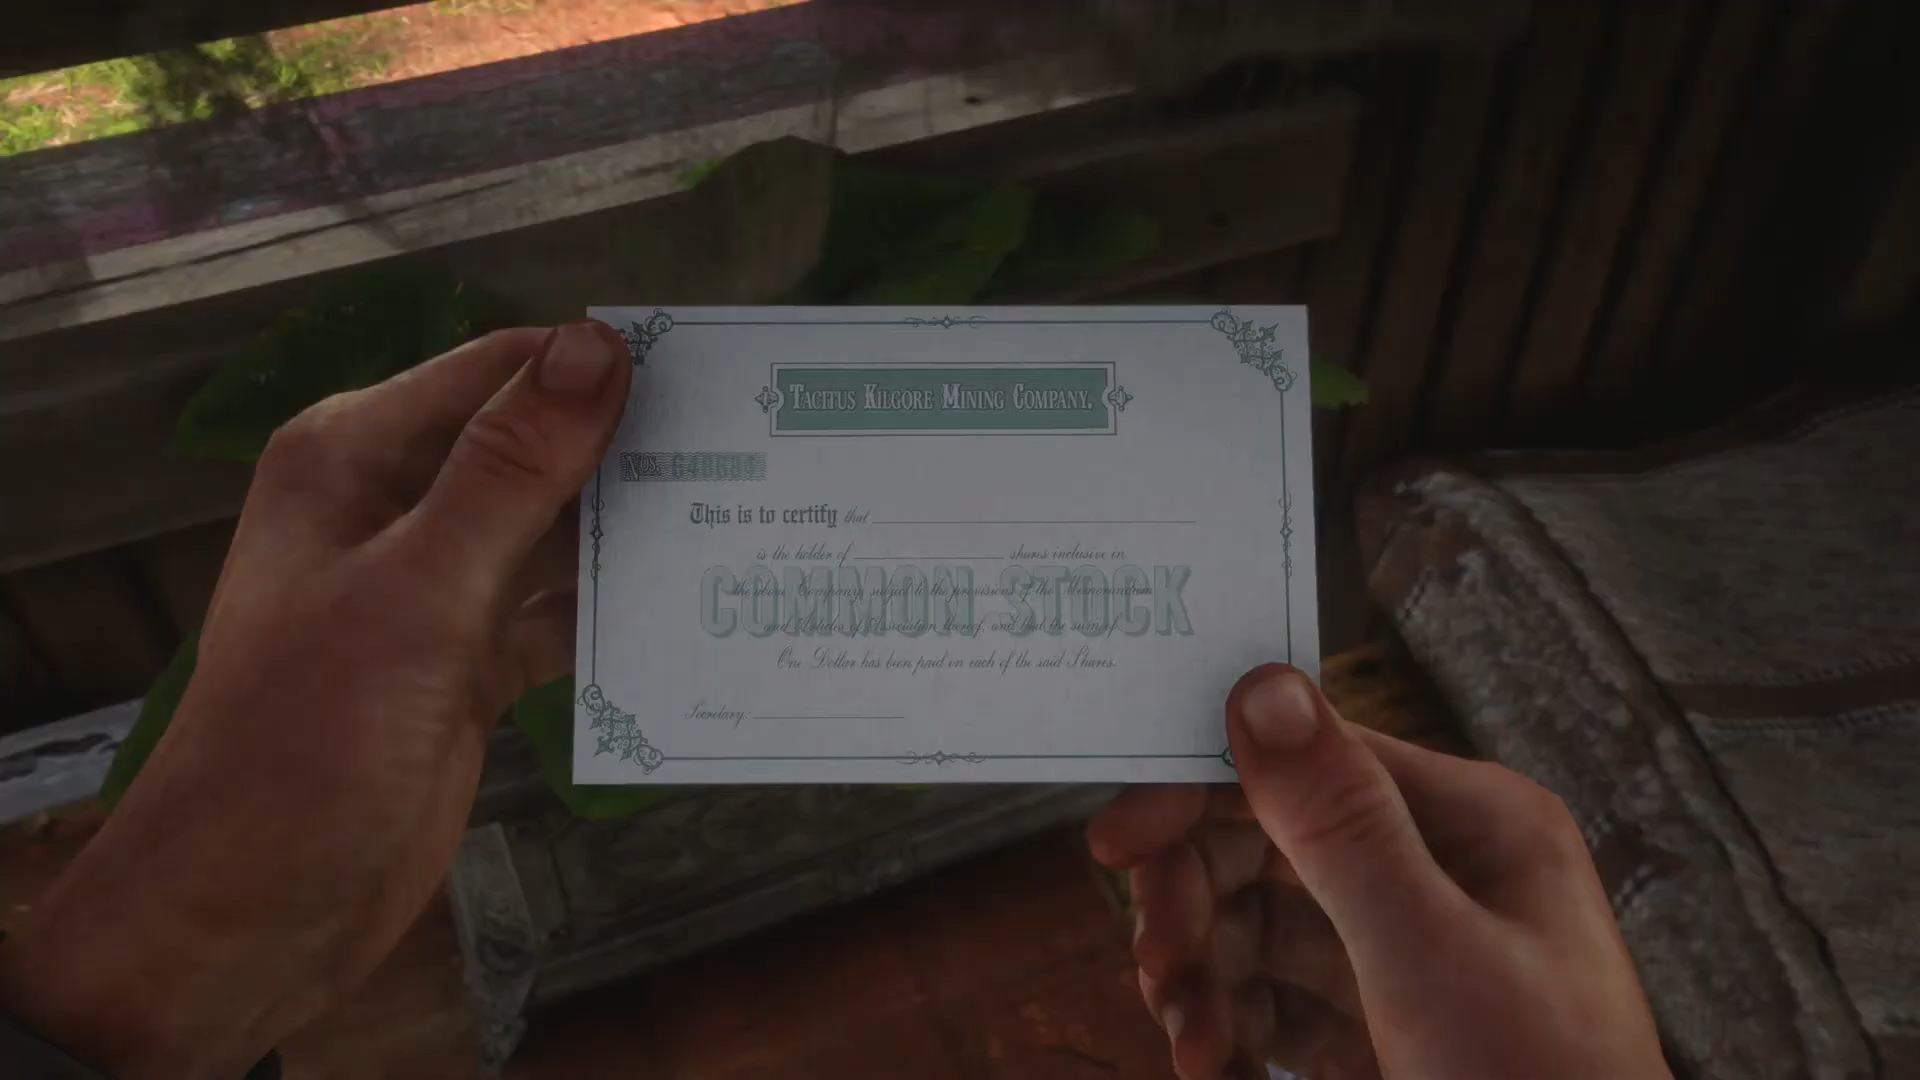 TACITUS KILGORE MINING COMPANY.
Nos. 648684
This is to certify that
is the holder of shares inclusive in
COMMON STOCK
the above Company, subject to the provisions of the Memorandum
and Articles of Association thereof, and that the sum of
One Dollar has been paid on each of the said Shares.
Secretary: